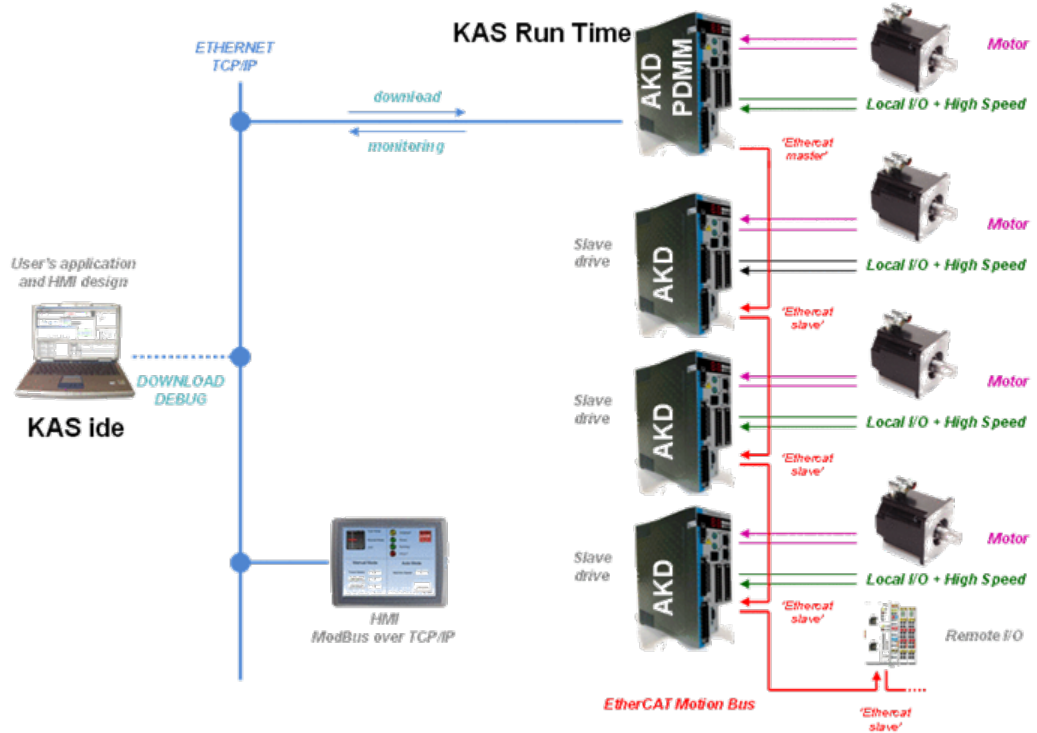 KAS Run Time
ETHERNET
TCP/IP
download
monitoring
AKD
PDMM
Motor
Local I/O + High Speed
'Ethercat
master'
Slave
drive
AKD
Motor
Local I/O + High Speed
'Ethercat
slave'
User's application
and HMI design
DOWNLOAD
DEBUG
KAS ide
Slave
drive
AKD
Motor
Local I/O + High Speed
'Ethercat
slave'
HMI
ModBus over TCP/IP
Slave
drive
AKD
Motor
Local I/O + High Speed
'Ethercat
slave'
Remote I/O
EtherCAT Motion Bus
'Ethercat
slave'